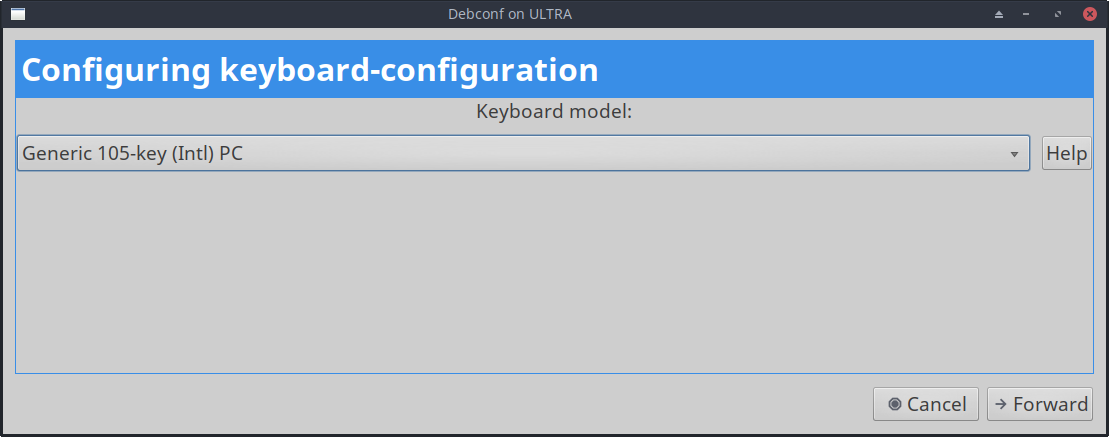 Debconf on ULTRA
Configuring keyboard-configuration
Keyboard model:
Generic 105-key (Intl) PC
Help
Cancel
Forward